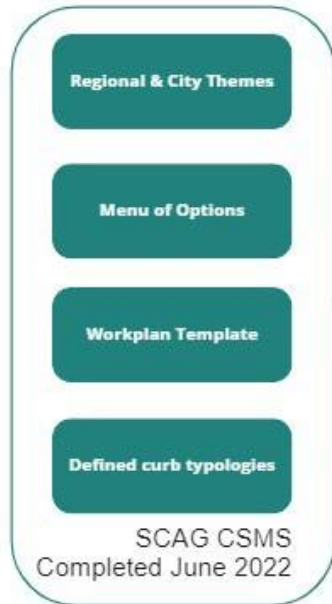 Regional & City Themes
Menu of Options
Workplan Template
Defined curb typologies
SCAG CSMS
Completed June 2022